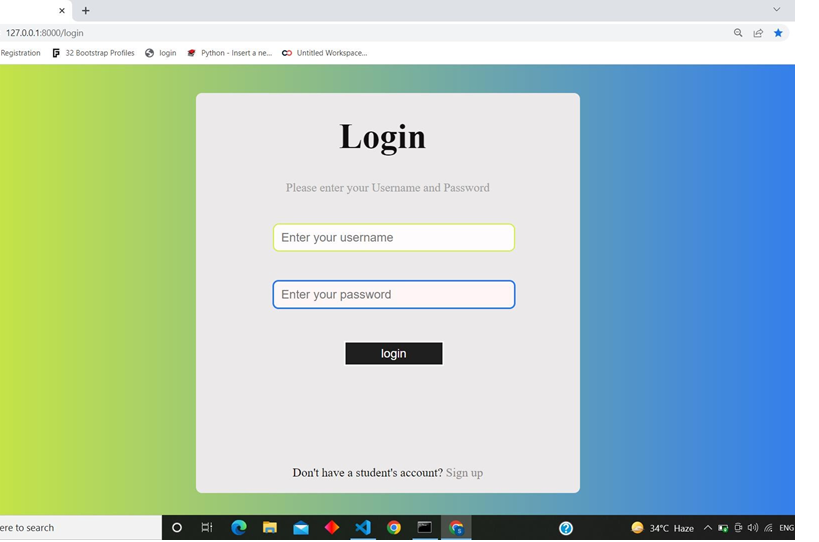 127.0.0.1:8000/login
Registration 32 Bootstrap Profiles login Python - Insert a ne... Untitled Workspace...
Login
Please enter your Username and Password
Enter your username
Enter your password
login
Don't have a student's account? Sign up
ere to search 34°C Haze ENG